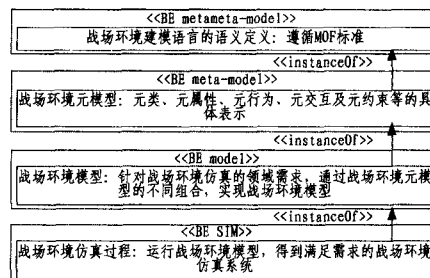 <<BE metameta-model>>
战场环境建模语言的语义定义：遵循MOF标准
<<instanceOf>>
<<BE meta-model>>
战场环境元模型：元类、元属性、元行为、元交互及元约束等的具
体表示
<<instanceOf>>
<<BE model>>
战场环境模型：针对战场环境仿真的领域需求，通过战场环境元模
型的不同组合，实现战场环境模型
<<instanceOf>>
<<BE SIM>>
战场环境仿真过程：运行战场环境模型，得到满足需求的战场环境
仿真系统